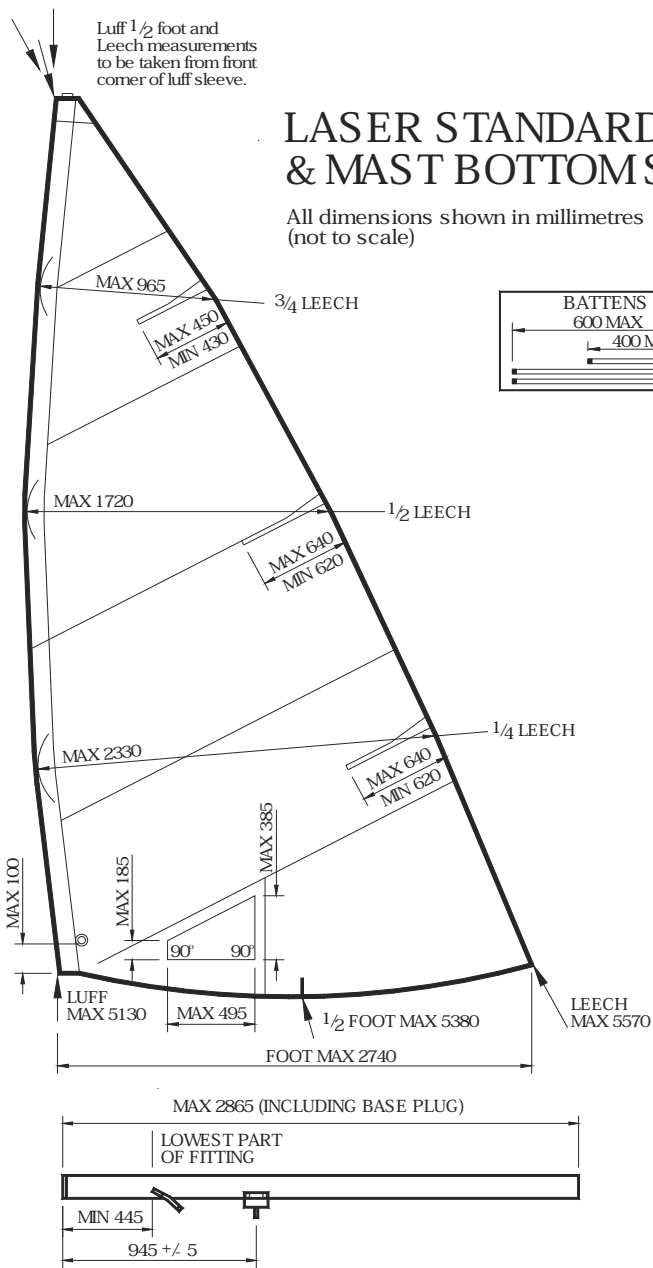 Luff 1/2 foot and
Leech measurements
to be taken from front
corner of luff sleeve.
LASER STANDARD
& MAST BOTTOMS
All dimensions shown in millimetres
(not to scale)
MAX 965
3/4 LEECH
MAX 450
MIN 430
BATTENS
600 MAX
400 M
MAX 1720
1/2 LEECH
MAX 640
MIN 620
MAX 2330
1/4 LEECH
MAX 640
MIN 620
MAX 100
MAX 185
MAX 385
90°
90°
LUFF
MAX 5130
MAX 495
1/2 FOOT MAX 5380
LEECH
MAX 5570
FOOT MAX 2740
MAX 2865 (INCLUDING BASE PLUG)
LOWEST PART
OF FITTING
MIN 445
945 +/- 5